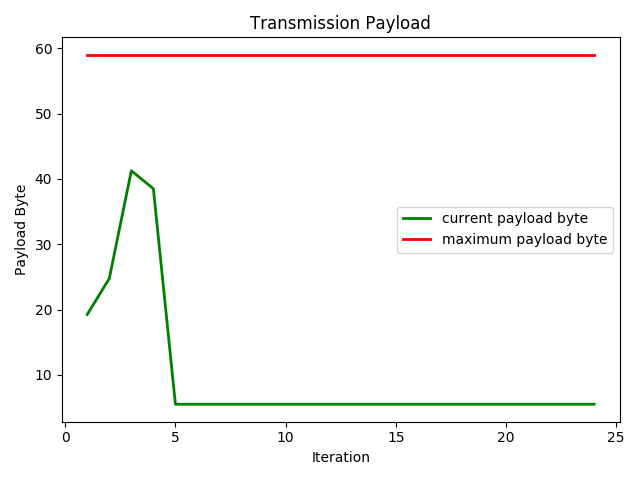 Transmission Payload
Payload Byte
60
50
40
30
20
10
current payload byte
maximum payload byte
0 5 10 15 20 25
Iteration